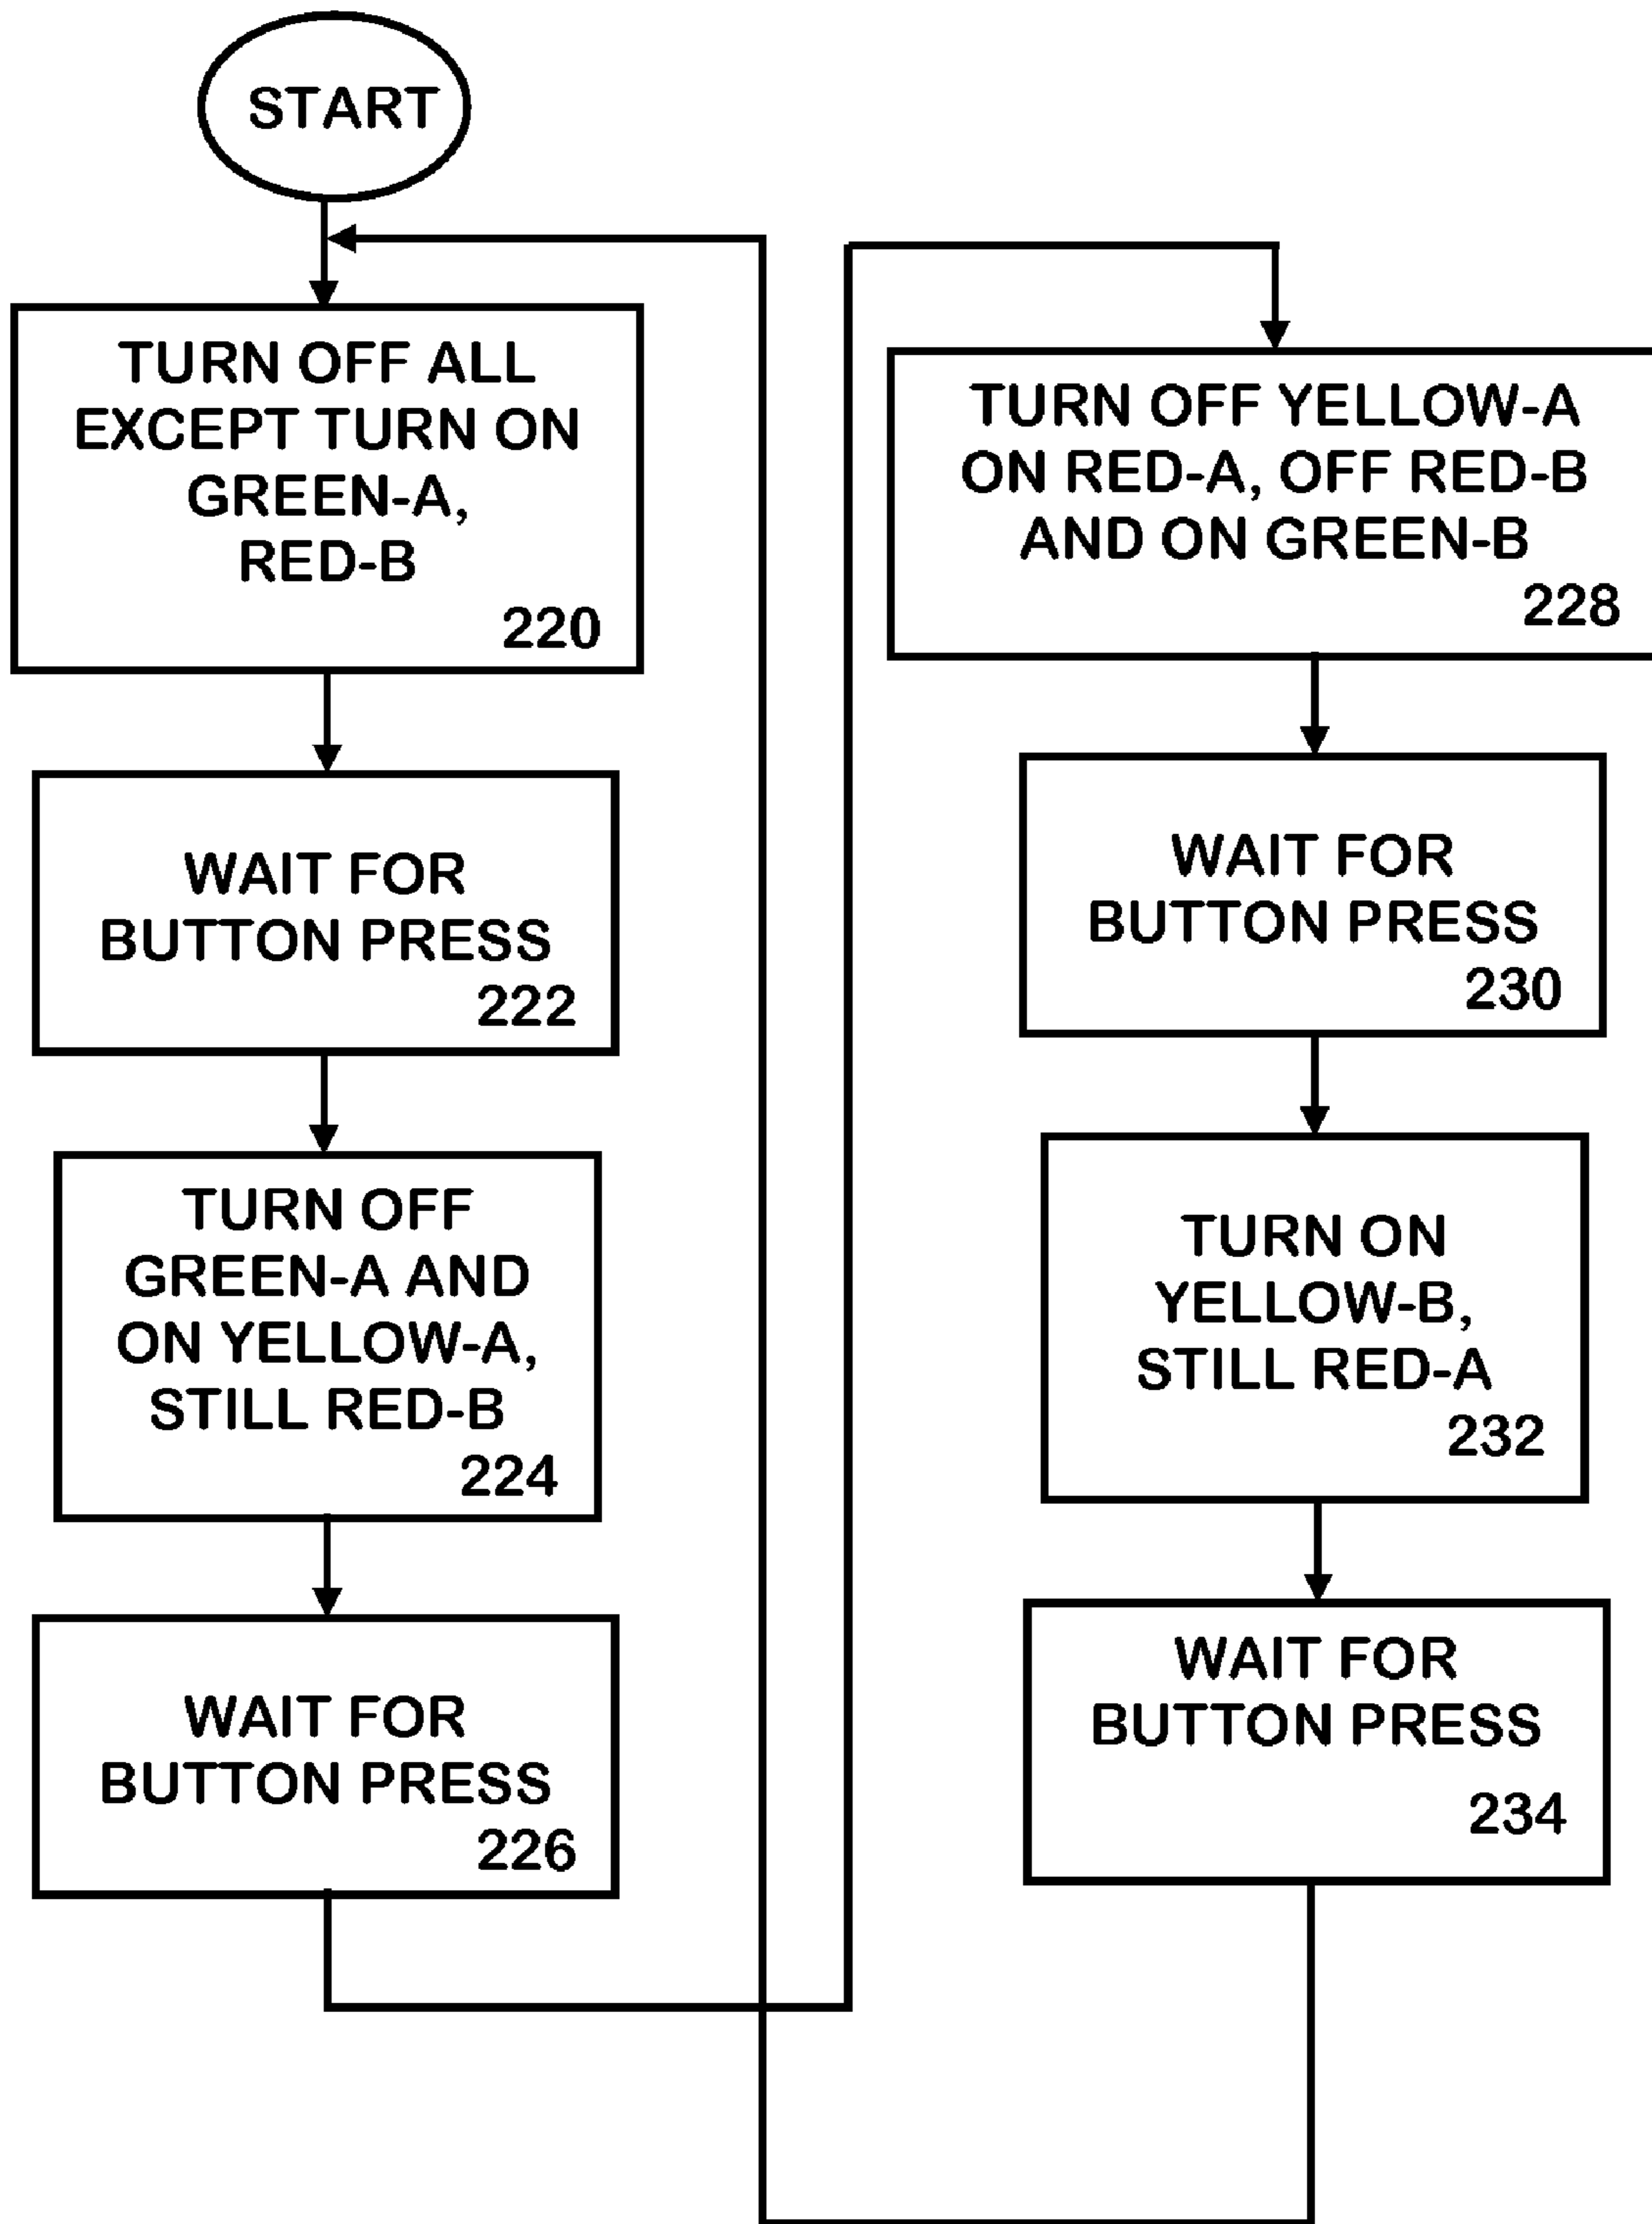 START
TURN OFF ALL
EXCEPT TURN ON
GREEN-A,
RED-B
220
WAIT FOR
BUTTON PRESS
222
TURN OFF
GREEN-A AND
ON YELLOW-A,
STILL RED-B
224
WAIT FOR
BUTTON PRESS
226
TURN OFF YELLOW-A
ON RED-A, OFF RED-B
AND ON GREEN-B
228
WAIT FOR
BUTTON PRESS
230
TURN ON
YELLOW-B,
STILL RED-A
232
WAIT FOR
BUTTON PRESS
234